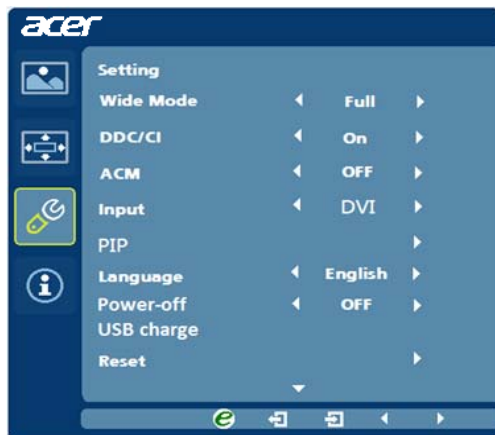 acer
Setting
Wide Mode Full
DDC/CI On
ACM OFF
Input DVI
PIP
Language English
Power-off OFF
USB charge
Reset
e